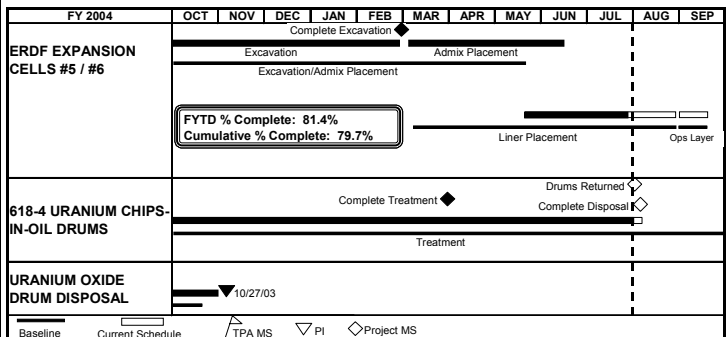 FY 2004 OCT NOV DEC JAN FEB MAR APR MAY JUN JUL AUG SEP
Complete Excavation
ERDF EXPANSION
CELLS #5 / #6
Excavation Admix Placement
Excavation/Admix Placement
FYTD % Complete: 81.4%
Cumulative % Complete: 79.7%
Liner Placement Ops Layer
Drums Returned
Complete Treatment Complete Disposal
618-4 URANIUM CHIPS-
IN-OIL DRUMS
Treatment
URANIUM OXIDE
DRUM DISPOSAL
10/27/03
Baseline Current Schedule TPA MS PI Project MS